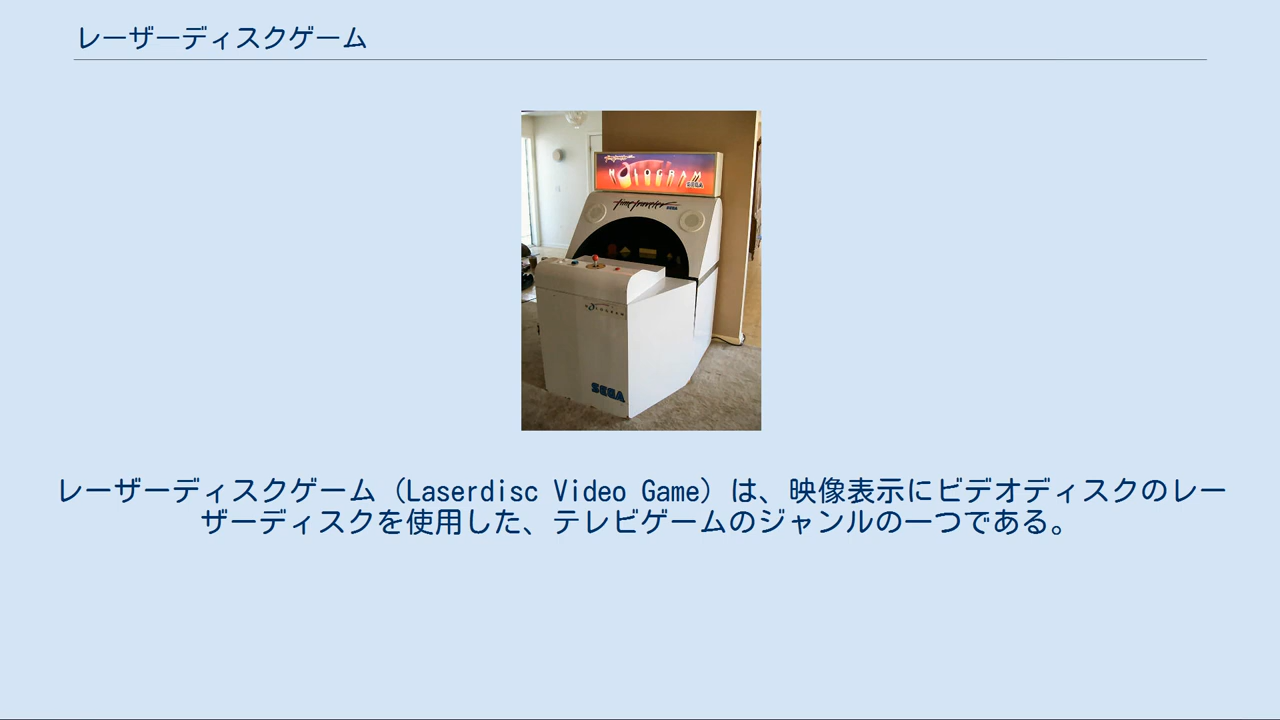 レーザーディスクゲーム
HOLOGRAM
SEGA
SEGA
HOLOGRAM
SEGA
レーザーディスクゲーム（Laserdisc Video Game）は、映像表示にビデオディスクのレー
ザーディスクを使用した、テレビゲームのジャンルの一つである。